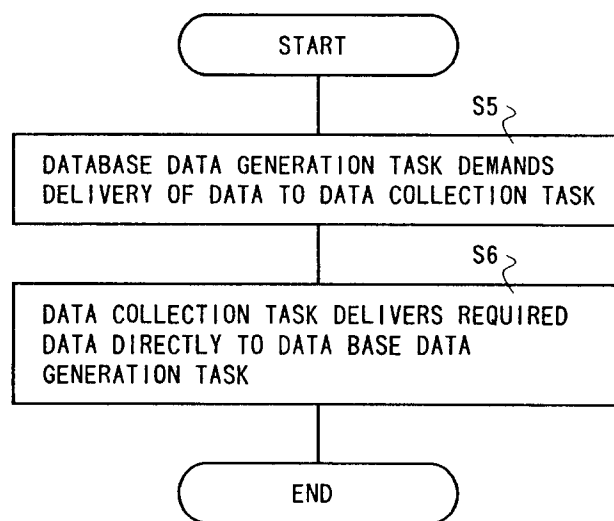 START
S5
DATABASE DATA GENERATION TASK DEMANDS
DELIVERY OF DATA TO DATA COLLECTION TASK
S6
DATA COLLECTION TASK DELIVERS REQUIRED
DATA DIRECTLY TO DATA BASE DATA
GENERATION TASK
END